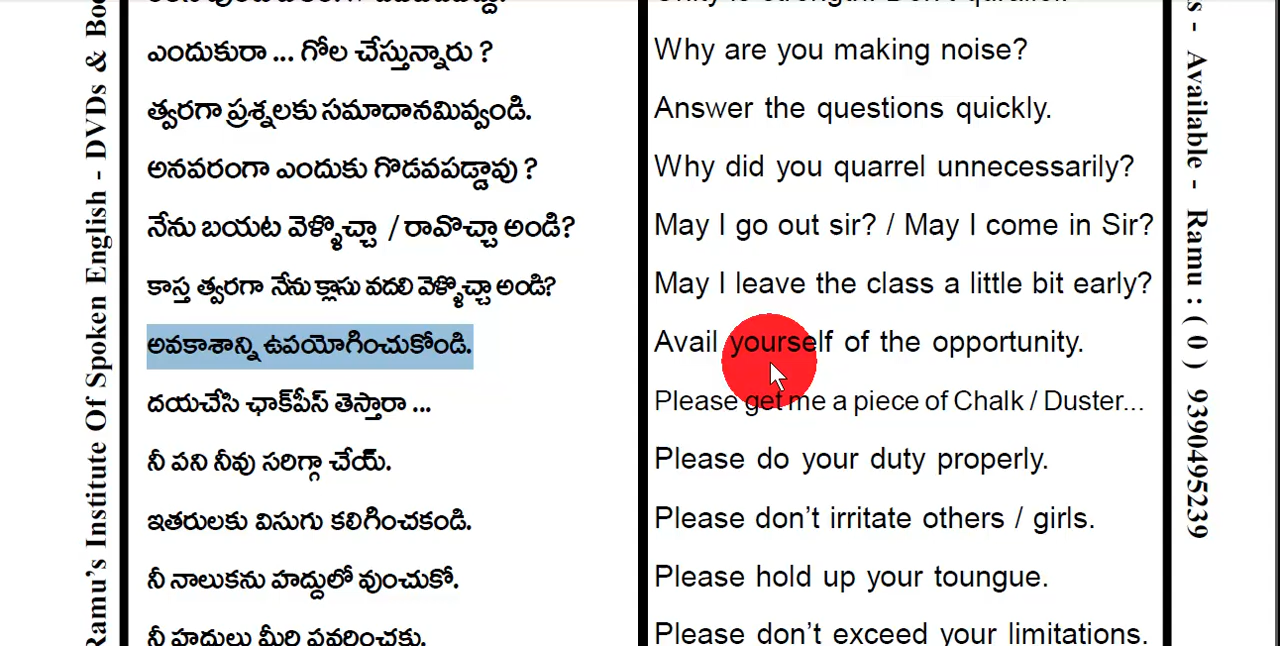 ఎందుకురా ... గోల చేస్తున్నారు ?
Why are you making noise?
త్వరగా ప్రశ్నలకు సమాదానమివ్వండి.
Answer the questions quickly.
అనవరంగా ఎందుకు గొడవపడ్డావు ?
Why did you quarrel unnecessarily?
నేను బయట వెళ్ళొచ్చా / రావొచ్చా అండి?
May I go out sir? / May I come in Sir?
కాస్త త్వరగా నేను క్లాసు వదలి వెళ్ళొచ్చా అండి?
May I leave the class a little bit early?
అవకాశాన్ని ఉపయోగించుకోండి.
Avail yourself of the opportunity.
దయచేసి ఛాక్‌పీస్ తెస్తారా ...
Please get me a piece of Chalk / Duster...
నీ పని నీవు సరిగ్గా చేయ్.
Please do your duty properly.
ఇతరులకు విసుగు కలిగించకండి.
Please don't irritate others / girls.
నీ నాలుకను హద్దులో వుంచుకో.
Please hold up your toungue.
నీ హద్దులు మీరి ప్రవర్తించకు.
Please don't exceed your limitations.
Ramu's Institute Of Spoken English - DVDs &
- Available - Ramu : ( 0 ) 9390495239